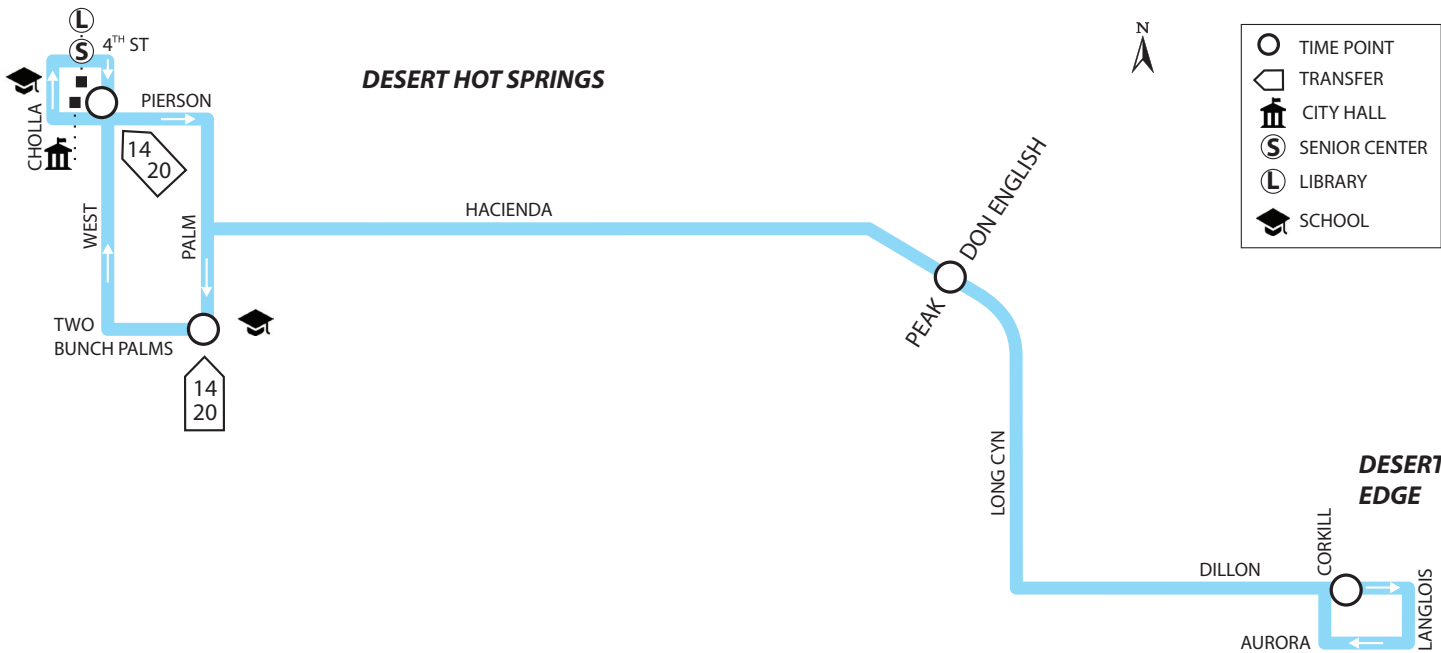 L
S
4TH ST
DESERT HOT SPRINGS
N
TIME POINT
TRANSFER
CITY HALL
S SENIOR CENTER
L LIBRARY
SCHOOL
PIERSON
CHOLLA
14
20
WEST
PALM
HACIENDA
DON ENGLISH
PEAK
TWO
BUNCH PALMS
14
20
LONG CYN
DESERT
EDGE
CORKILL
DILLON
LANGLOIS
AURORA